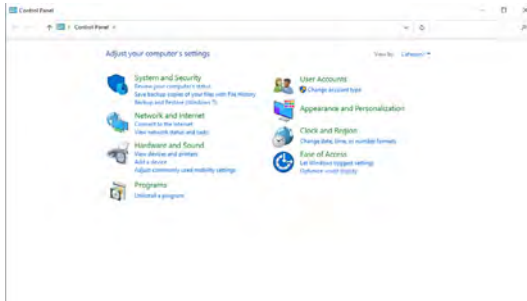 Control Panel
Control Panel
Adjust your computer's settings
View by: Category
System and Security
Review your computer's status
Save backup copies of your files with File History
Backup and Restore (Windows 7)
Network and Internet
Connect to the Internet
View network status and tasks
Hardware and Sound
View devices and printers
Add a device
Adjust commonly used mobility settings
Programs
Uninstall a program
User Accounts
Change account type
Appearance and Personalization
Clock and Region
Change date, time, or number formats
Ease of Access
Let Windows suggest settings
Optimize visual display